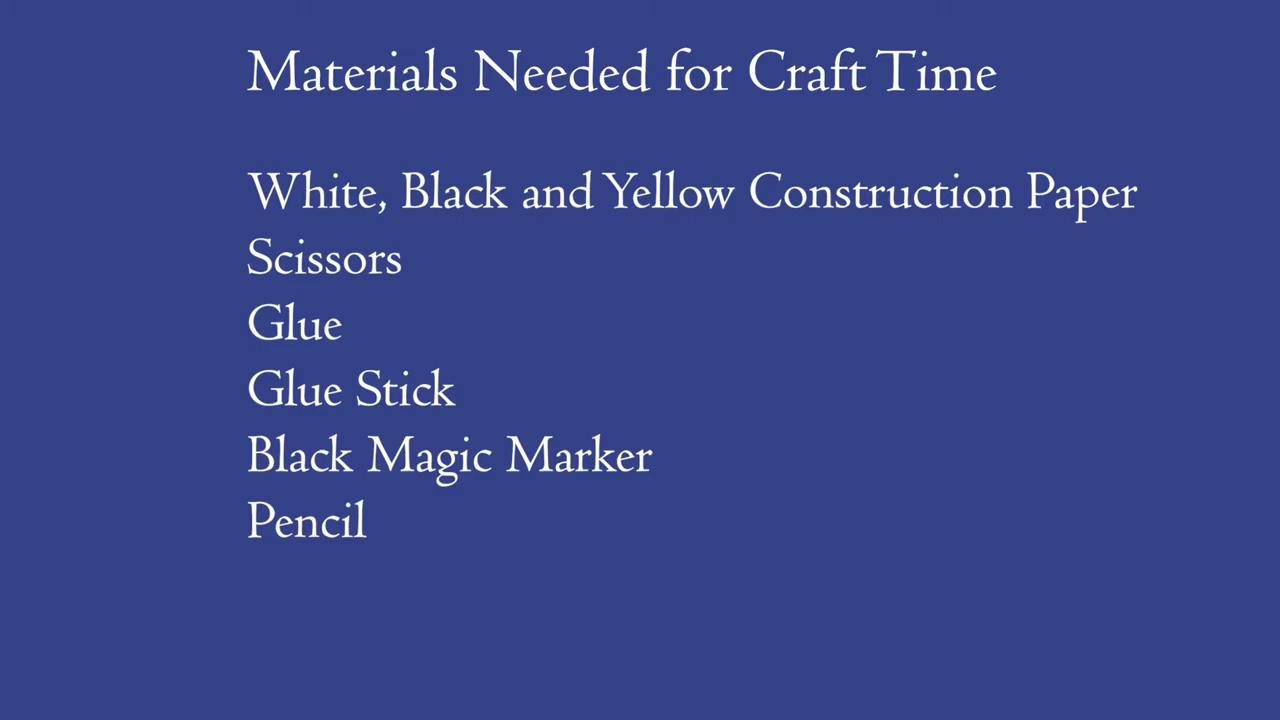 Materials Needed for Craft Time
White, Black and Yellow Construction Paper
Scissors
Glue
Glue Stick
Black Magic Marker
Pencil